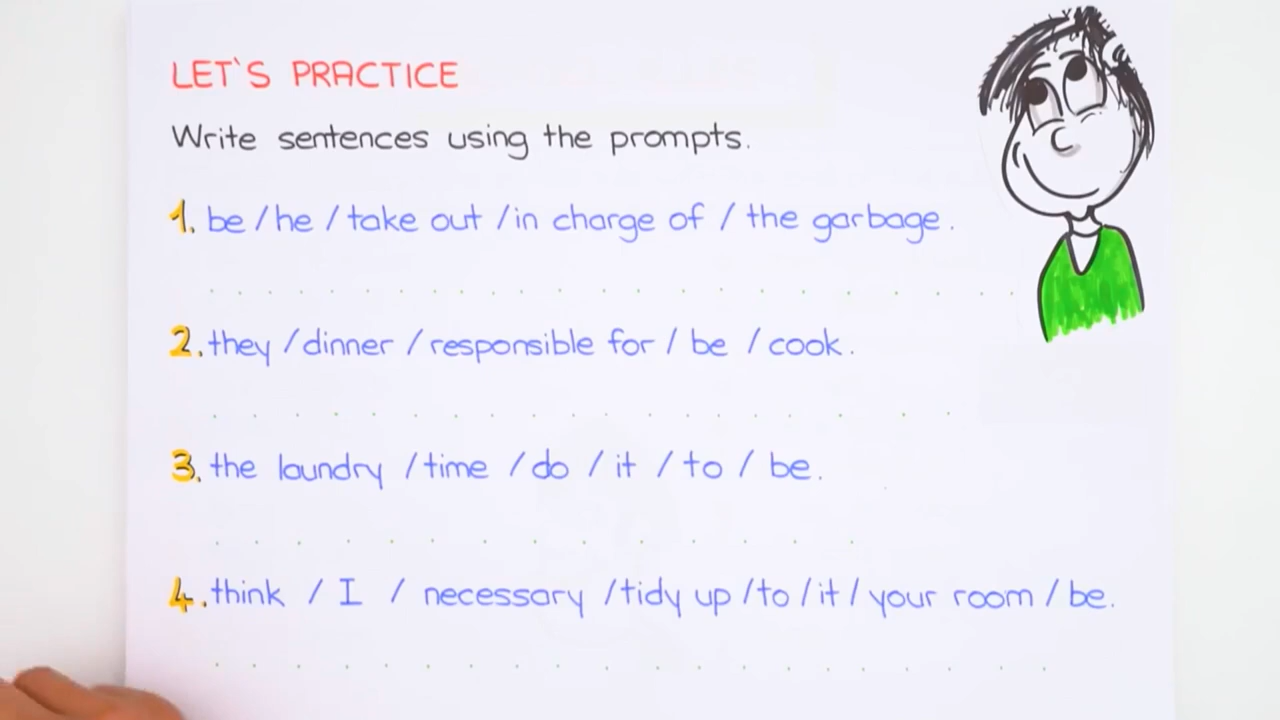 LET'S PRACTICE
Write sentences using the prompts.
1. be / he / take out / in charge of / the garbage.
2. they / dinner / responsible for / be / cook.
3. the laundry / time / do / it / to / be.
4. think / I / necessary / tidy up / to / it / your room / be.